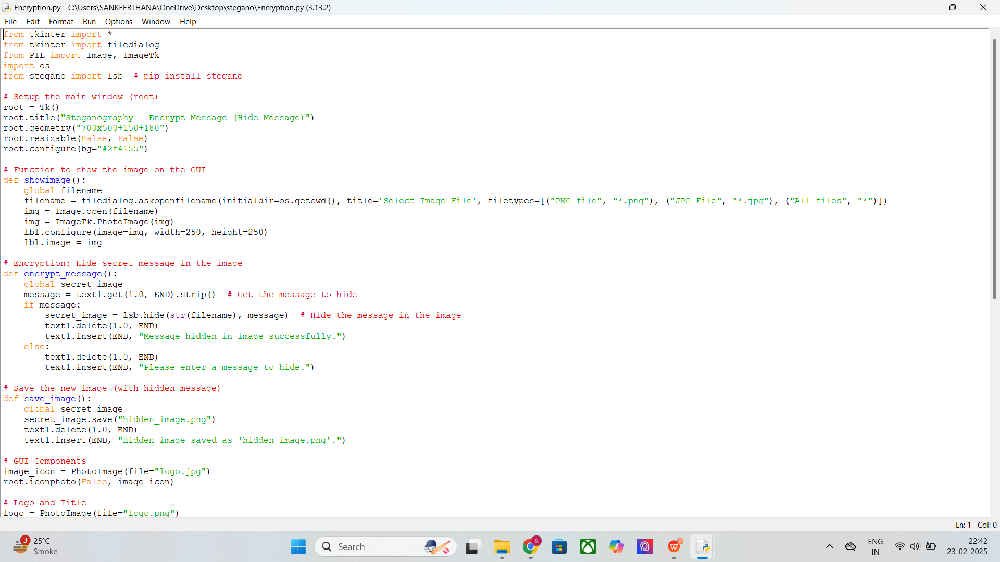 Encryption.py - C:\Users\SANKEERTHANA\OneDrive\Desktop\stegano\Encryption.py (3.13.2)
File Edit Format Run Options Window Help
from tkinter import *
from tkinter import filedialog
from PIL import Image, ImageTk
import os
from stegano import lsb  # pip install stegano

# Setup the main window (root)
root = Tk()
root.title("Steganography - Encrypt Message (Hide Message)")
root.geometry("700x500+150+180")
root.resizable(False, False)
root.configure(bg="#2f4155")

# Function to show the image on the GUI
def showimage():
    global filename
    filename = filedialog.askopenfilename(initialdir=os.getcwd(), title='Select Image File', filetypes=[("PNG file", "*.png"), ("JPG File", "*.jpg"), ("All files", "*")])
    img = Image.open(filename)
    img = ImageTk.PhotoImage(img)
    lbl.configure(image=img, width=250, height=250)
    lbl.image = img

# Encryption: Hide secret message in the image
def encrypt_message():
    global secret_image
    message = text1.get(1.0, END).strip()  # Get the message to hide
    if message:
        secret_image = lsb.hide(str(filename), message)  # Hide the message in the image
        text1.delete(1.0, END)
        text1.insert(END, "Message hidden in image successfully.")
    else:
        text1.delete(1.0, END)
        text1.insert(END, "Please enter a message to hide.")

# Save the new image (with hidden message)
def save_image():
    global secret_image
    secret_image.save("hidden_image.png")
    text1.delete(1.0, END)
    text1.insert(END, "Hidden image saved as 'hidden_image.png'.")

# GUI Components
image_icon = PhotoImage(file="logo.jpg")
root.iconphoto(False, image_icon)

# Logo and Title
logo = PhotoImage(file="logo.png")
Ln: 1 Col: 0
3
25°C
Smoke
Search
S
W
P
ENG
IN
22:42
23-02-2025